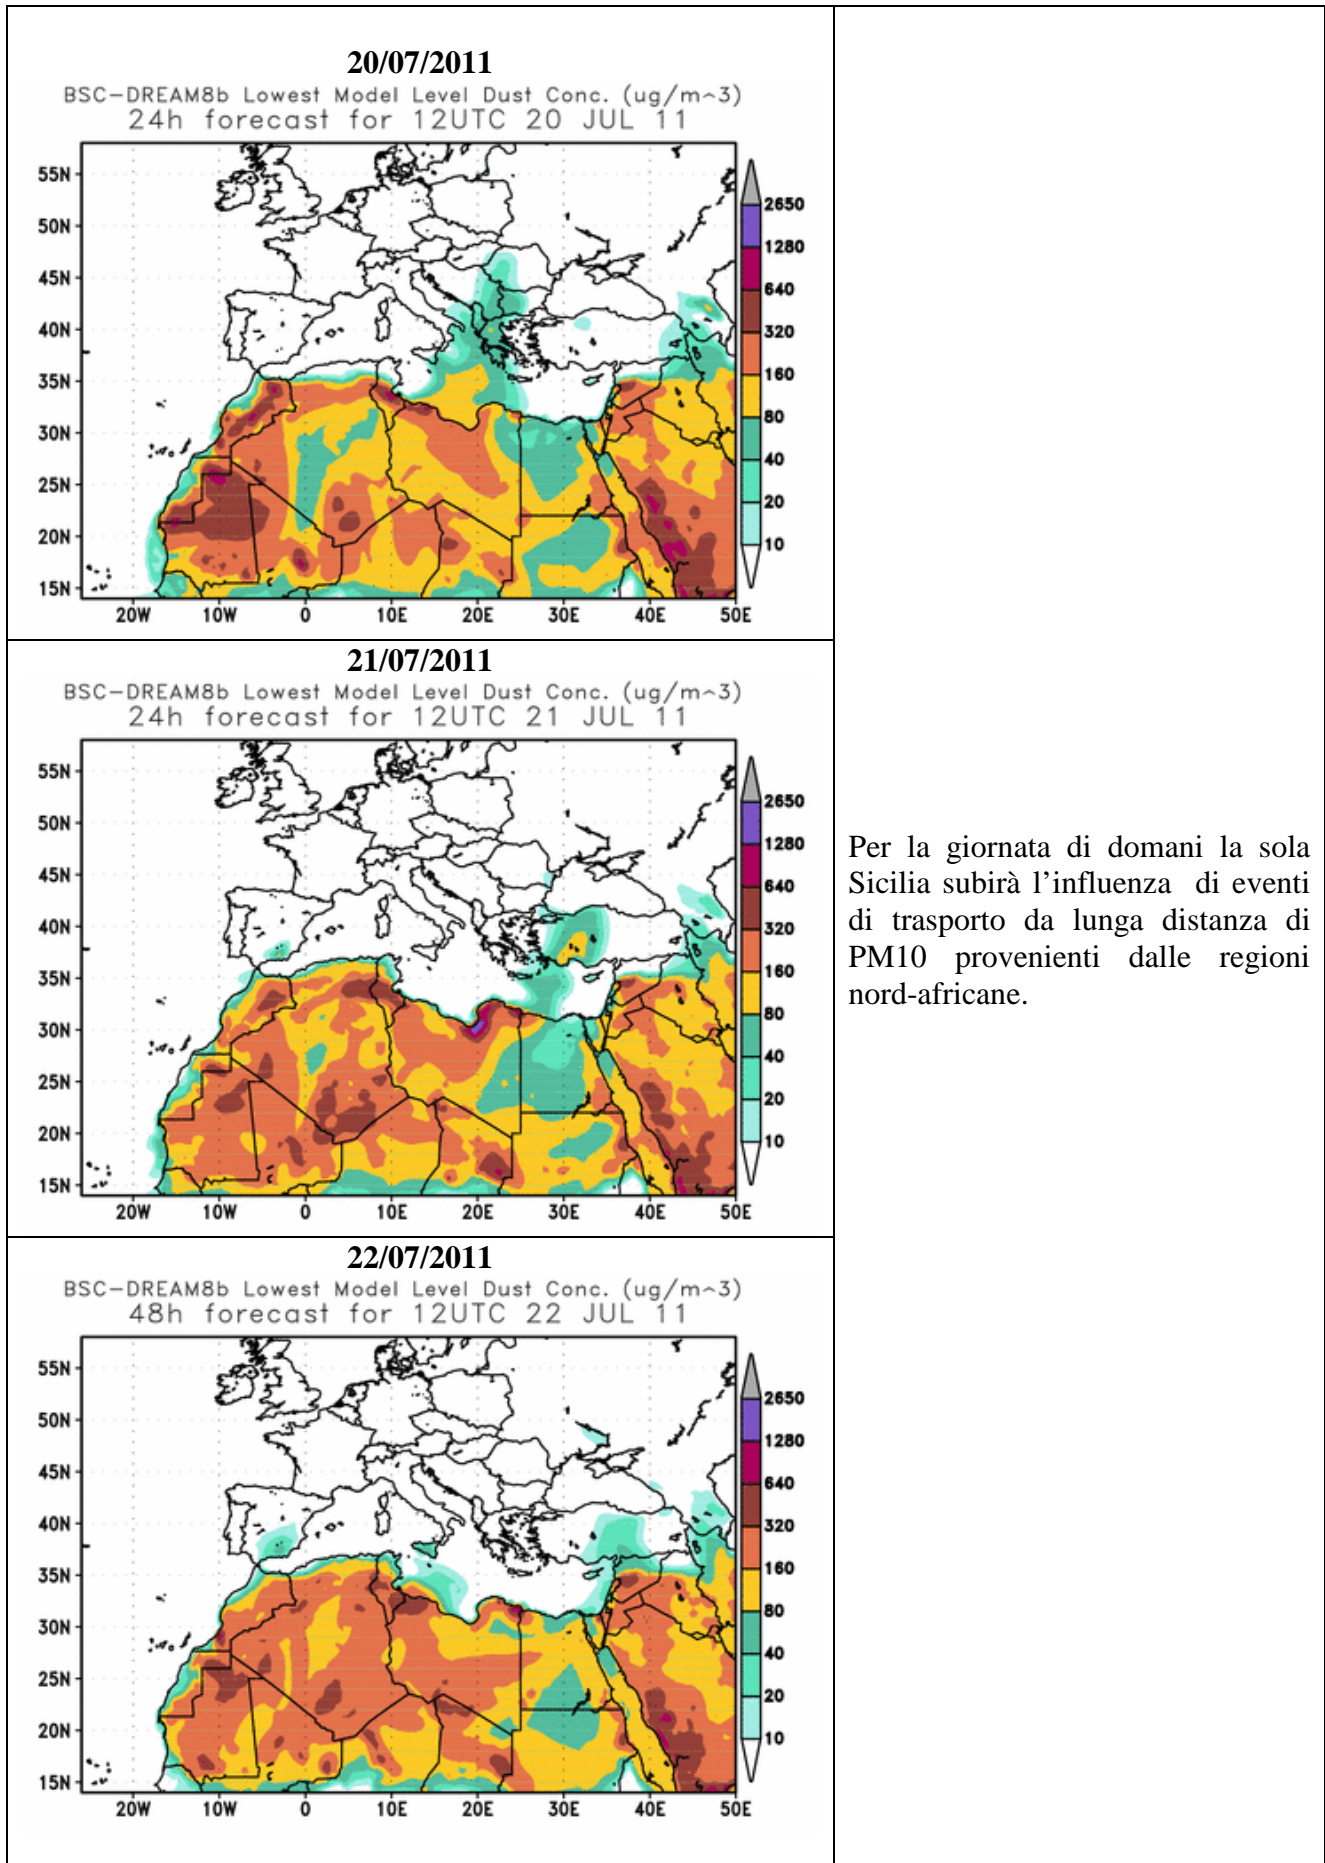 20/07/2011
BSC-DREAM8b Lowest Model Level Dust Conc. (ug/m^3)
24h forecast for 12UTC 20 JUL 11
55N
50N
45N
40N
35N
30N
25N
20N
15N
20W 10W 0 10E 20E 30E 40E 50E
2650
1280
640
320
160
80
40
20
10
21/07/2011
BSC-DREAM8b Lowest Model Level Dust Conc. (ug/m^3)
24h forecast for 12UTC 21 JUL 11
55N
50N
45N
40N
35N
30N
25N
20N
15N
20W 10W 0 10E 20E 30E 40E 50E
2650
1280
640
320
160
80
40
20
10
22/07/2011
BSC-DREAM8b Lowest Model Level Dust Conc. (ug/m^3)
48h forecast for 12UTC 22 JUL 11
55N
50N
45N
40N
35N
30N
25N
20N
15N
20W 10W 0 10E 20E 30E 40E 50E
2650
1280
640
320
160
80
40
20
10
Per la giornata di domani la sola
Sicilia subirà l’influenza di eventi
di trasporto da lunga distanza di
PM10 provenienti dalle regioni
nord-africane.